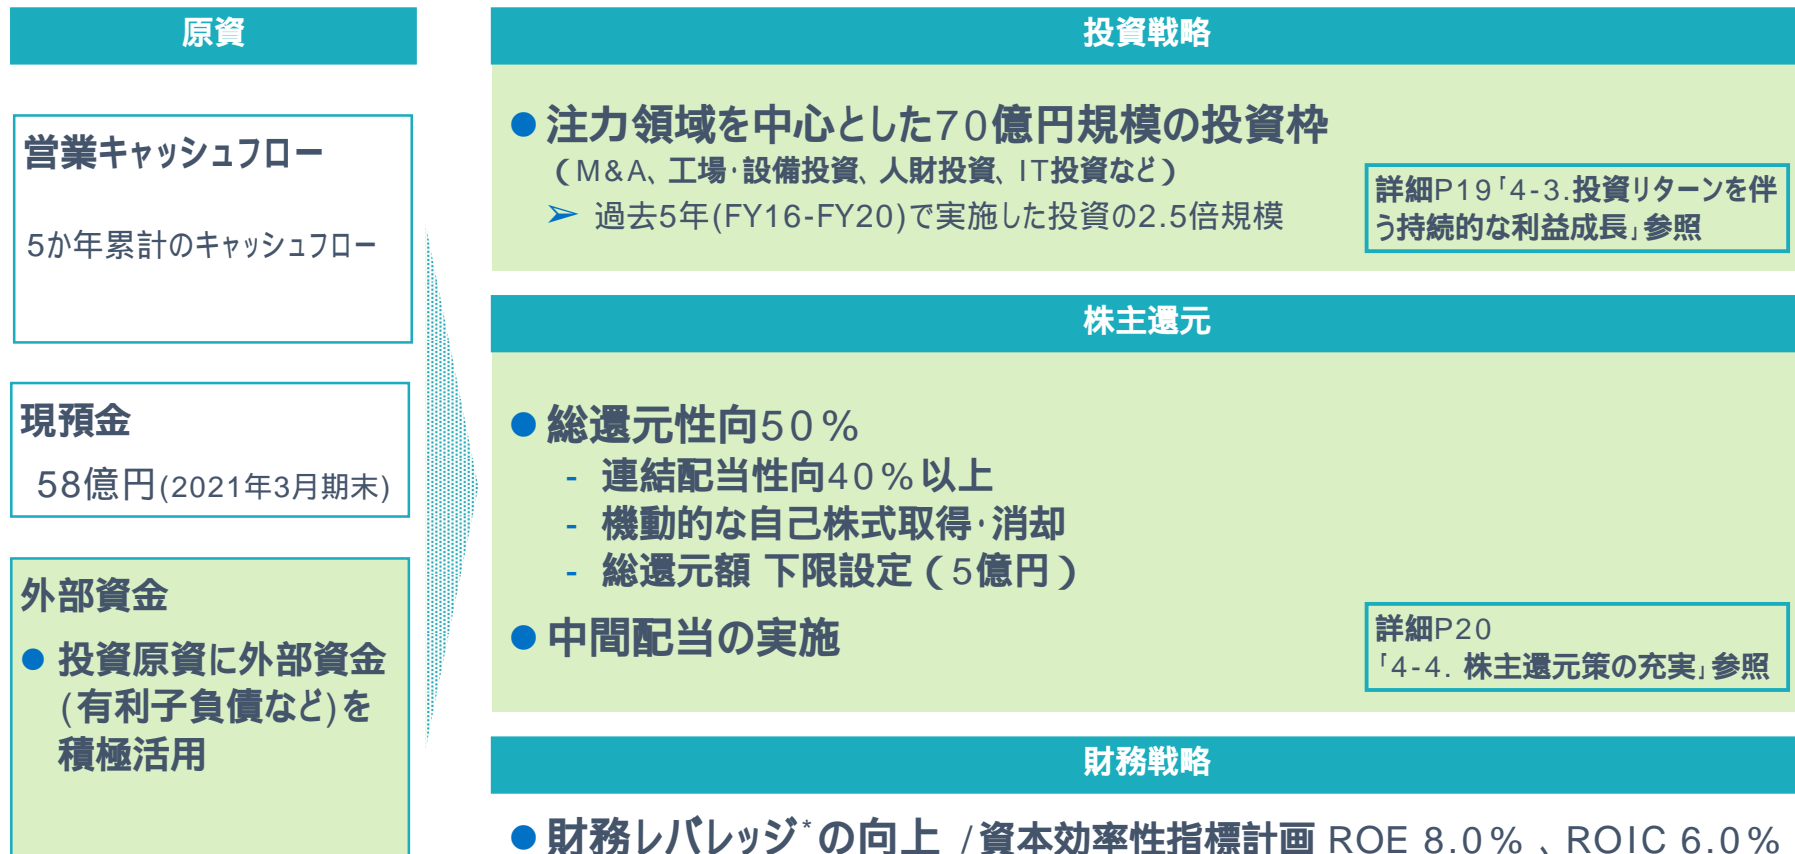 原資
営業キャッシュフロー
5か年累計のキャッシュフロー
現預金
58億円(2021年3月期末)
外部資金
● 投資原資に外部資金
(有利子負債など)を
積極活用
投資戦略
● 注力領域を中心とした70億円規模の投資枠
（M&A、工場・設備投資、人財投資、IT投資など）
➢ 過去5年(FY16-FY20)で実施した投資の2.5倍規模
詳細P19「4-3.投資リターンを伴
う持続的な利益成長」参照
株主還元
● 総還元性向50%
- 連結配当性向40%以上
- 機動的な自己株式取得・消却
- 総還元額 下限設定（5億円）
● 中間配当の実施
詳細P20
「4-4. 株主還元策の充実」参照
財務戦略
● 財務レバレッジ*の向上 /資本効率性指標計画 ROE 8.0%、ROIC 6.0%